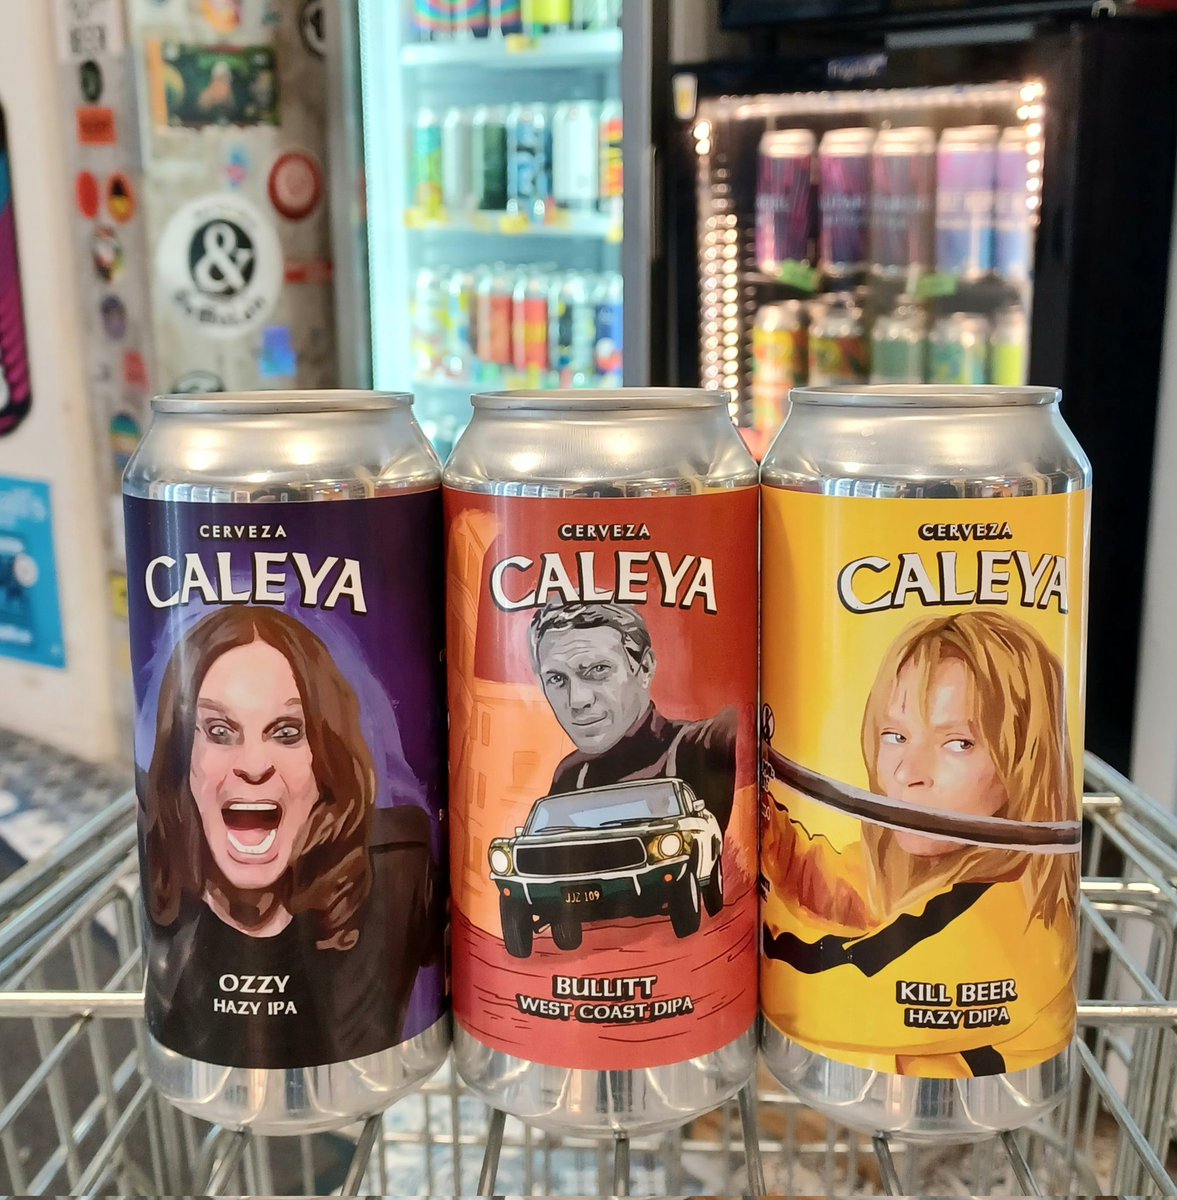 CERVEZA
CALEYA
OZZY
HAZY IPA
CERVEZA
CALEYA
JJZ 109
BULLITT
WEST COAST DIPA
CERVEZA
CALEYA
KILL BEER
HAZY DIPA
&